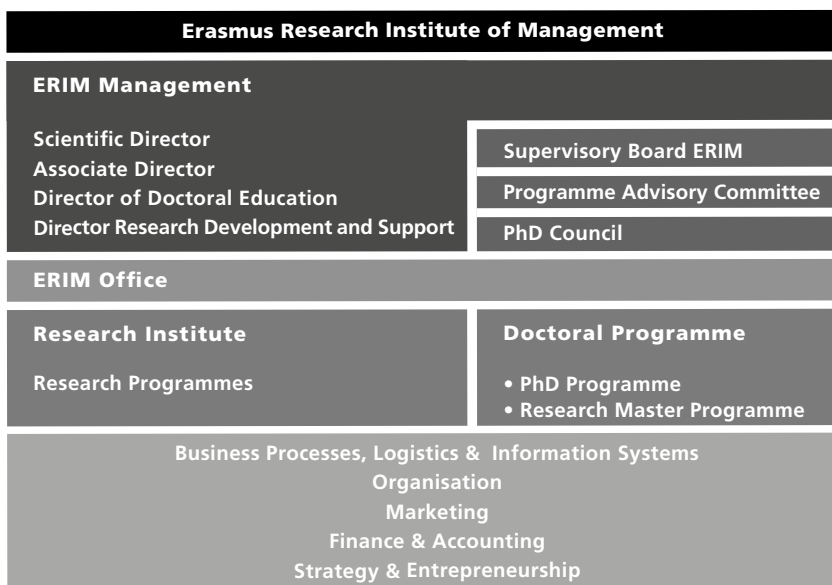 Erasmus Research Institute of Management
ERIM Management
Scientific Director
Associate Director
Director of Doctoral Education
Director Research Development and Support
Supervisory Board ERIM
Programme Advisory Committee
PhD Council
ERIM Office
Research Institute
Research Programmes
Doctoral Programme
• PhD Programme
• Research Master Programme
Business Processes, Logistics & Information Systems
Organisation
Marketing
Finance & Accounting
Strategy & Entrepreneurship